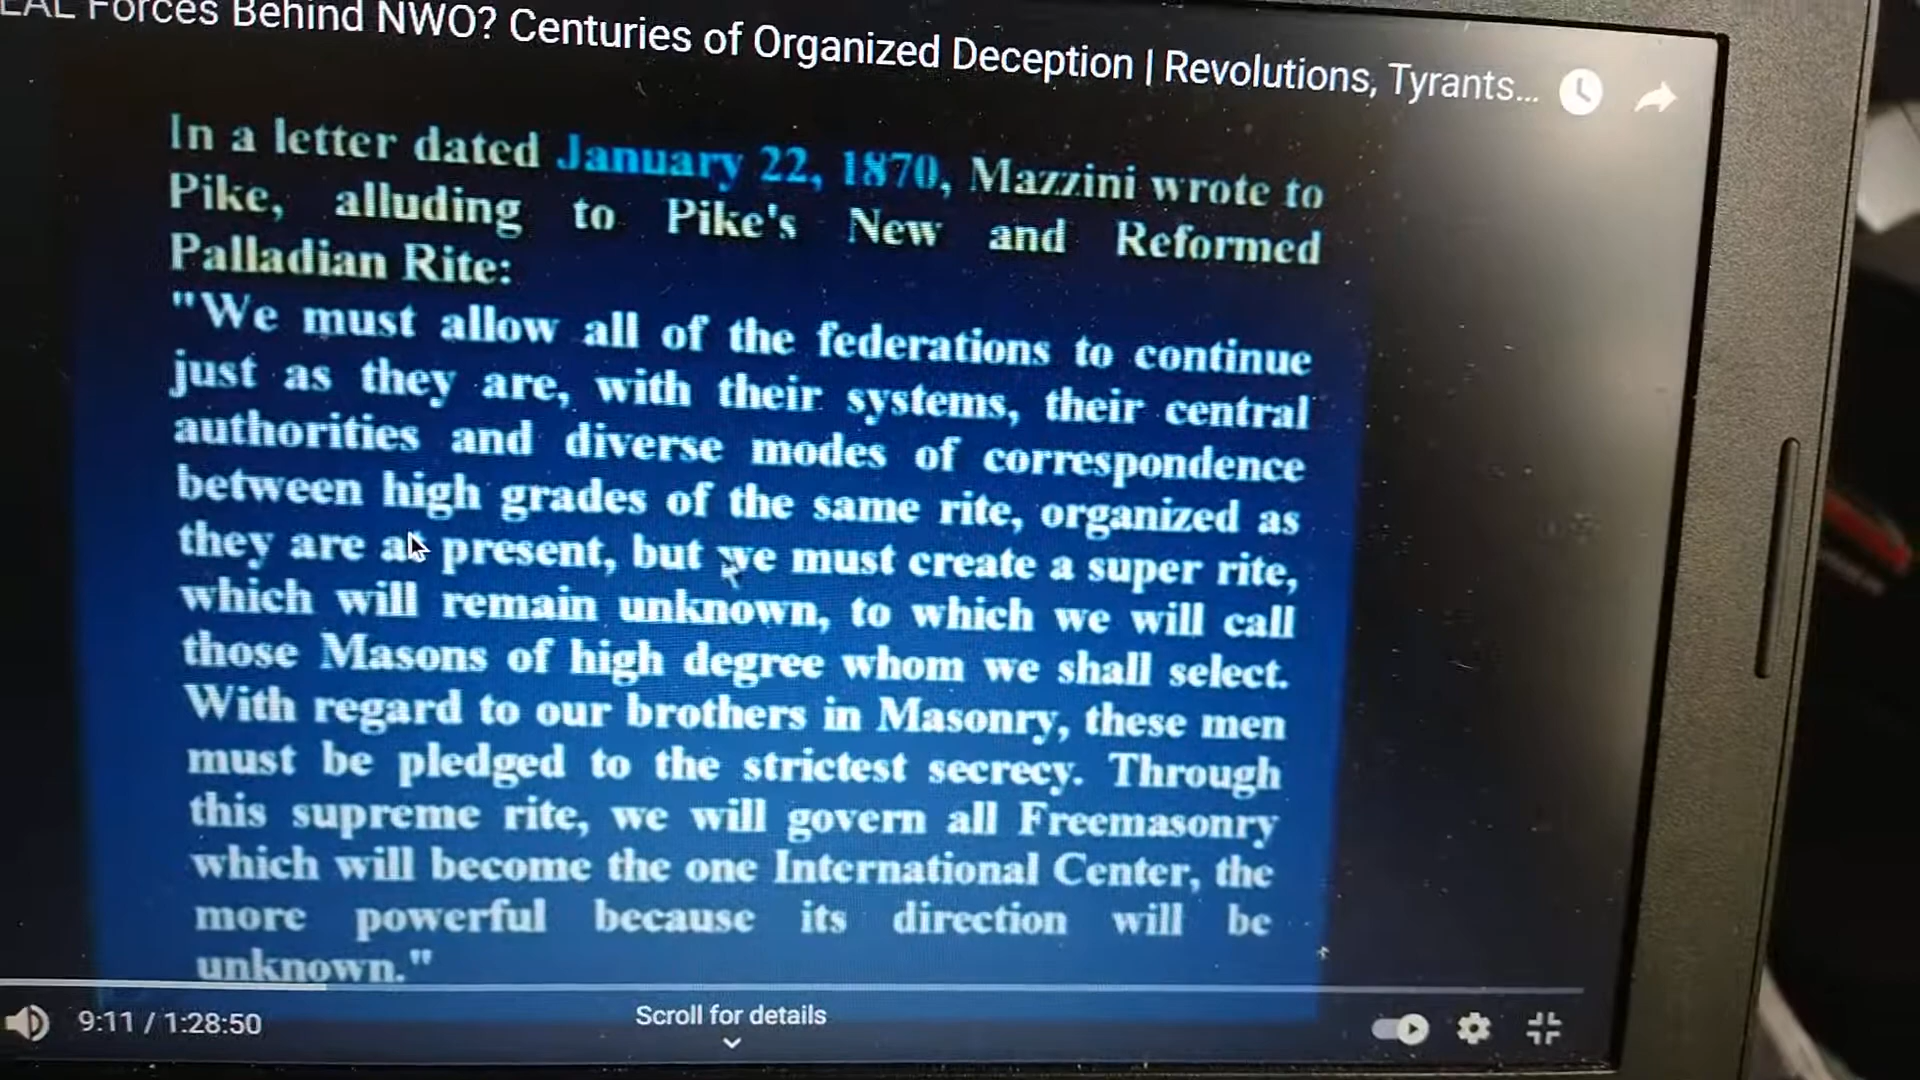 EAL Forces Behind NWO? Centuries of Organized Deception | Revolutions, Tyrants...
In a letter dated January 22, 1870, Mazzini wrote to
Pike, alluding to Pike's New and Reformed
Palladian Rite:
"We must allow all of the federations to continue
just as they are, with their systems, their central
authorities and diverse modes of correspondence
between high grades of the same rite, organized as
they are at present, but we must create a super rite,
which will remain unknown, to which we will call
those Masons of high degree whom we shall select.
With regard to our brothers in Masonry, these men
must be pledged to the strictest secrecy. Through
this supreme rite, we will govern all Freemasonry
which will become the one International Center, the
more powerful because its direction will be
unknown."
9:11 / 1:28:50
Scroll for details